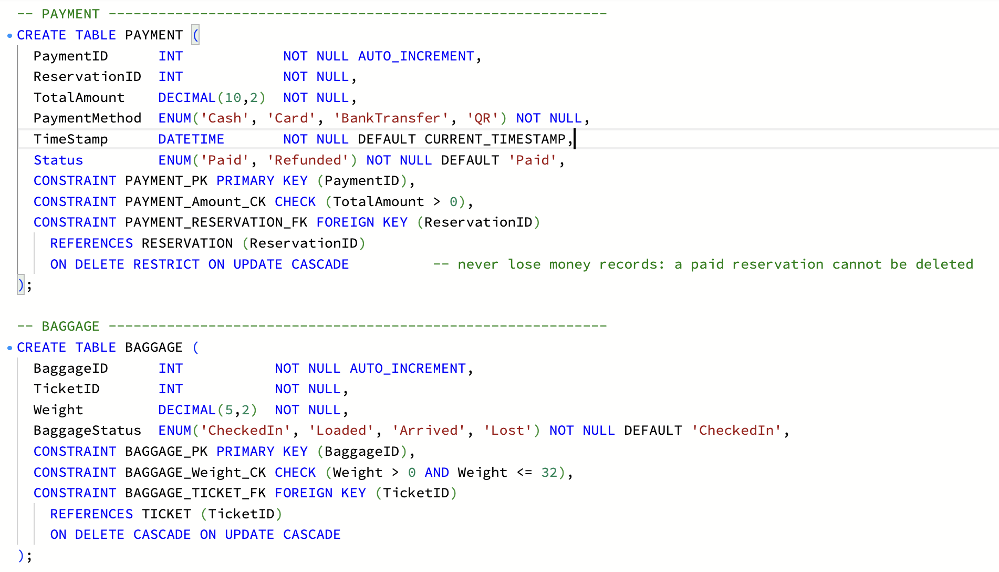 -- PAYMENT ------------------------------------------------------------
CREATE TABLE PAYMENT (
  PaymentID      INT            NOT NULL AUTO_INCREMENT,
  ReservationID  INT            NOT NULL,
  TotalAmount    DECIMAL(10,2)  NOT NULL,
  PaymentMethod  ENUM('Cash', 'Card', 'BankTransfer', 'QR') NOT NULL,
  TimeStamp      DATETIME       NOT NULL DEFAULT CURRENT_TIMESTAMP,
  Status         ENUM('Paid', 'Refunded') NOT NULL DEFAULT 'Paid',
  CONSTRAINT PAYMENT_PK PRIMARY KEY (PaymentID),
  CONSTRAINT PAYMENT_Amount_CK CHECK (TotalAmount > 0),
  CONSTRAINT PAYMENT_RESERVATION_FK FOREIGN KEY (ReservationID)
    REFERENCES RESERVATION (ReservationID)
    ON DELETE RESTRICT ON UPDATE CASCADE          -- never lose money records: a paid reservation cannot be deleted
);
-- BAGGAGE ------------------------------------------------------------
CREATE TABLE BAGGAGE (
  BaggageID      INT           NOT NULL AUTO_INCREMENT,
  TicketID       INT           NOT NULL,
  Weight         DECIMAL(5,2)  NOT NULL,
  BaggageStatus  ENUM('CheckedIn', 'Loaded', 'Arrived', 'Lost') NOT NULL DEFAULT 'CheckedIn',
  CONSTRAINT BAGGAGE_PK PRIMARY KEY (BaggageID),
  CONSTRAINT BAGGAGE_Weight_CK CHECK (Weight > 0 AND Weight <= 32),
  CONSTRAINT BAGGAGE_TICKET_FK FOREIGN KEY (TicketID)
    REFERENCES TICKET (TicketID)
    ON DELETE CASCADE ON UPDATE CASCADE
);